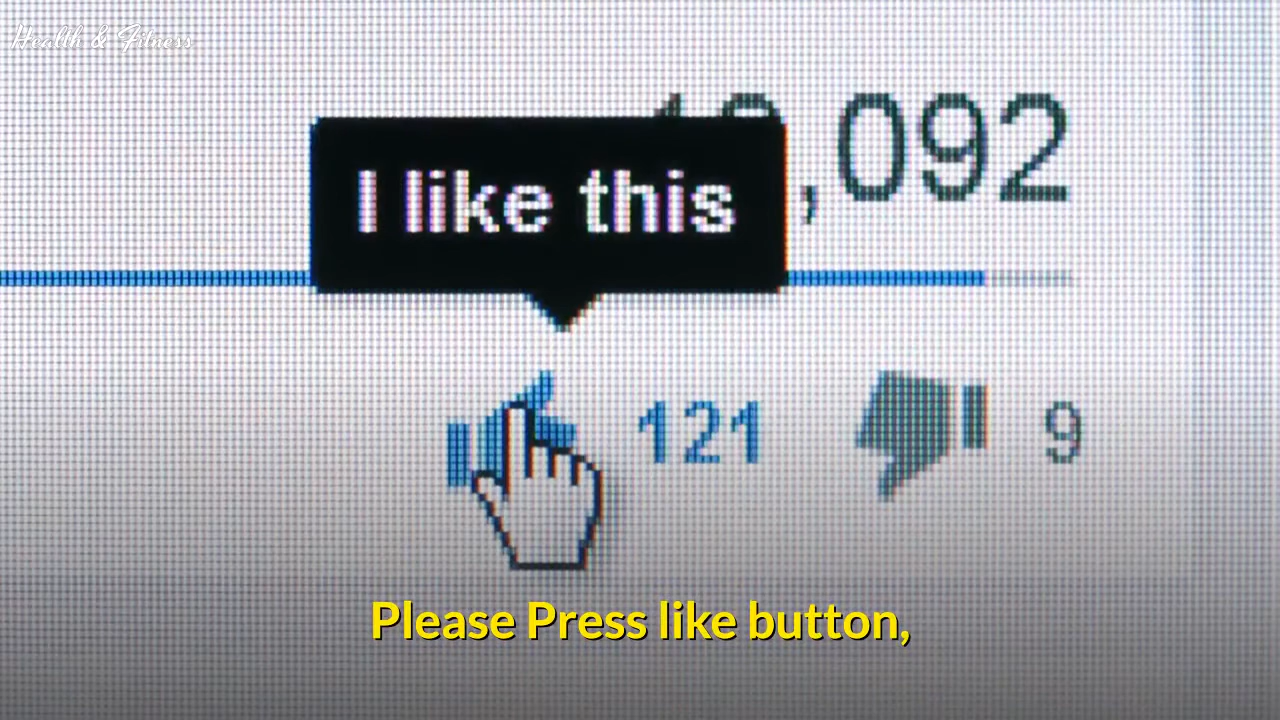 Health & Fitness
,092
I like this
121
9
Please Press like button,